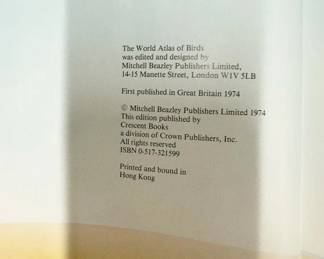 The World Atlas of Birds
was edited and designed by
Mitchell Beazley Publishers Limited,
14-15 Manette Street, London W1V 5LB
First published in Great Britain 1974
© Mitchell Beazley Publishers Limited 1974
This edition published by
Crescent Books
a division of Crown Publishers, Inc.
All rights reserved
ISBN 0-517-321599
Printed and bound in
Hong Kong